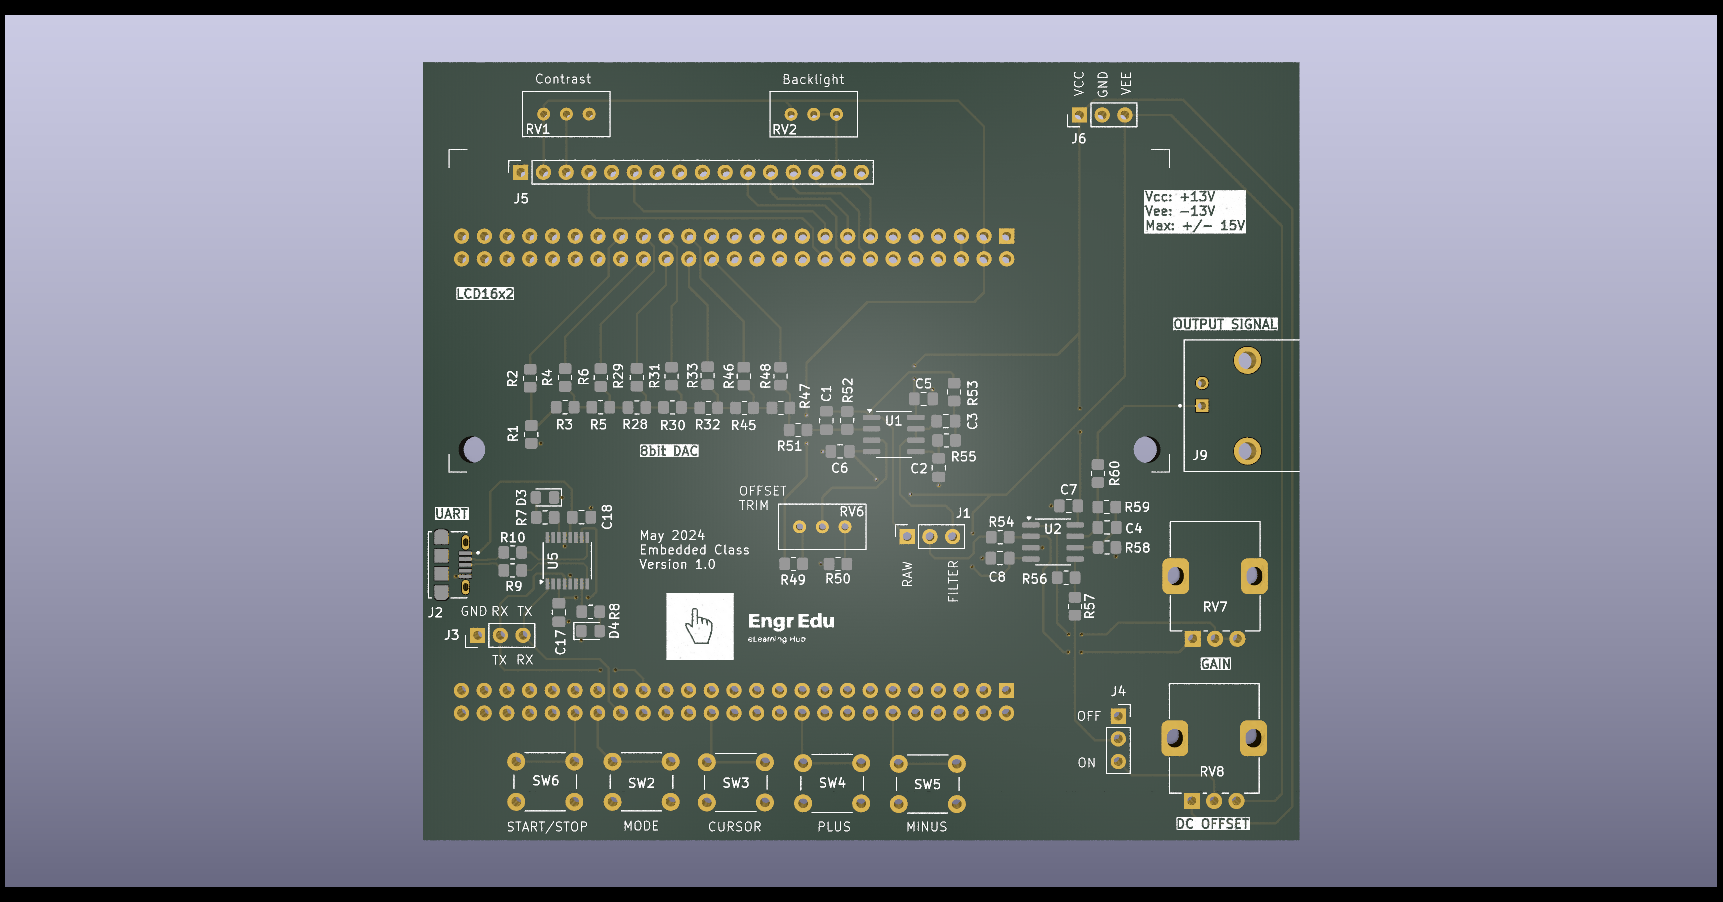 Contrast
Backlight
VCC
GND
VEE
RV1
RV2
J6
J5
Vcc: +13V
Vee: -13V
Max: +/- 15V
LCD16x2
OUTPUT SIGNAL
R2
R4
R6
R29
R31
R33
R46
R48
R47
C1
R52
C5
R53
U1
C3
R1
R3
R5
R28
R30
R32
R45
R51
8bit DAC
C6
C2
R55
J9
R60
OFFSET
TRIM
RV6
C7
D3
R7
C18
UART
R10
May 2024
Embedded Class
Version 1.0
J1
R54
U2
R59
C4
R58
U5
R9
R49
R50
RAW
FILTER
C8
R56
R57
J2
GND RX TX
R8
D4
C17
J3
TX RX
Engr Edu
eLearning Hub
RV7
GAIN
J4
OFF
ON
RV8
DC OFFSET
SW6
SW2
SW3
SW4
SW5
START/STOP
MODE
CURSOR
PLUS
MINUS